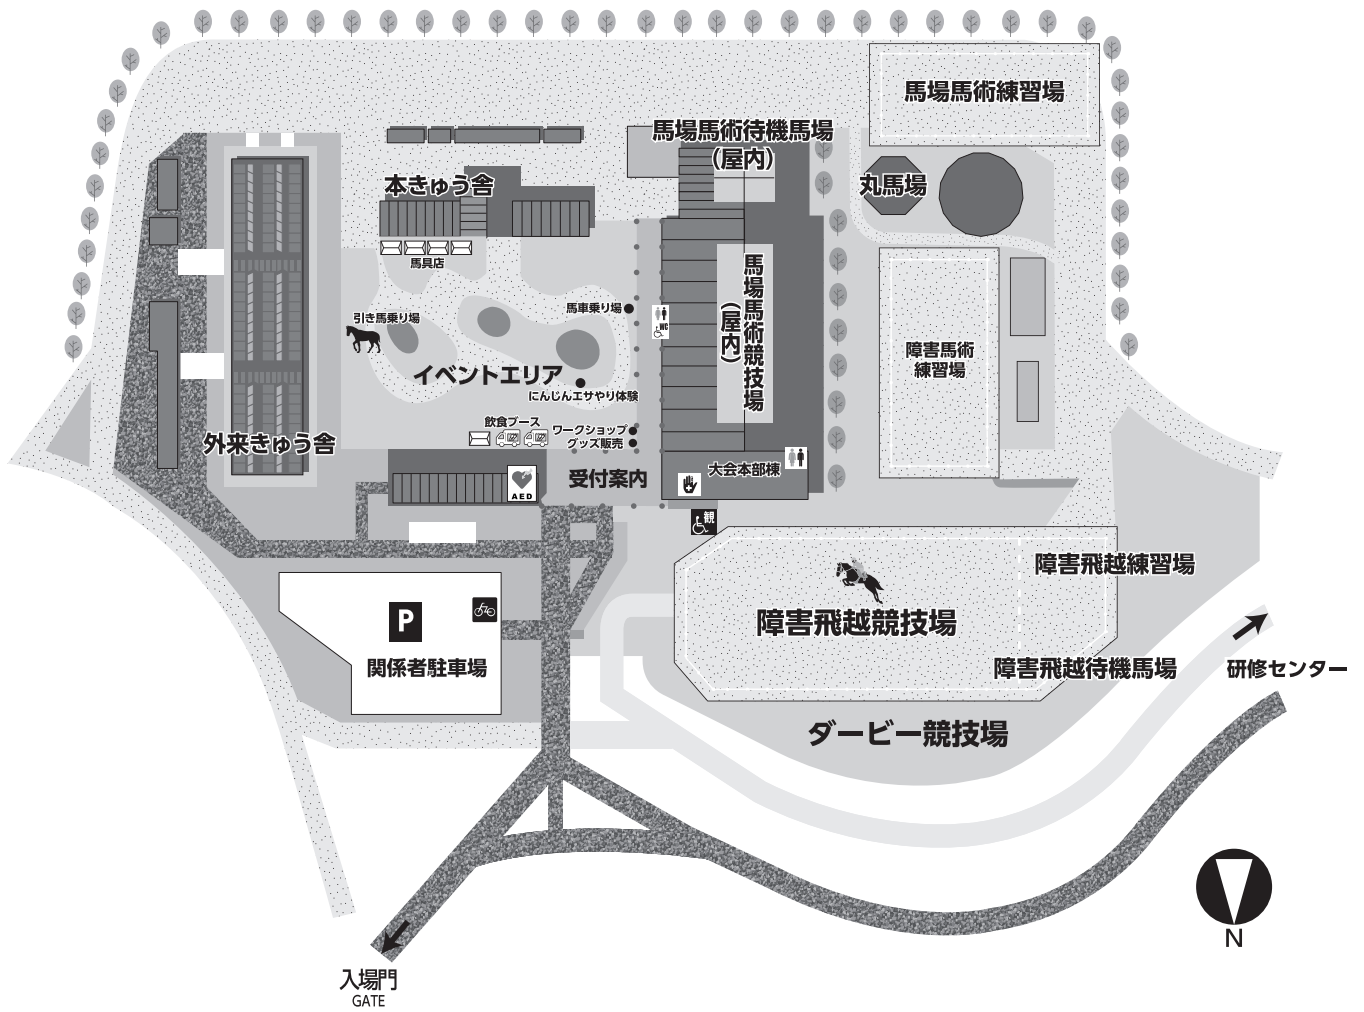 馬場馬術練習場
馬場馬術待機馬場
(屋内)
本きゅう舎
丸馬場
馬具店
馬車乗り場
引き馬乗り場
WC
馬場馬術競技場
(屋内)
障害馬術
練習場
イベントエリア
にんじんエサやり体験
飲食ブース
ワークショップ
グッズ販売
外来きゅう舎
受付案内
大会本部棟
AED
観
障害飛越練習場
P
障害飛越競技場
関係者駐車場
障害飛越待機馬場
研修センター
ダービー競技場
N
入場門
GATE